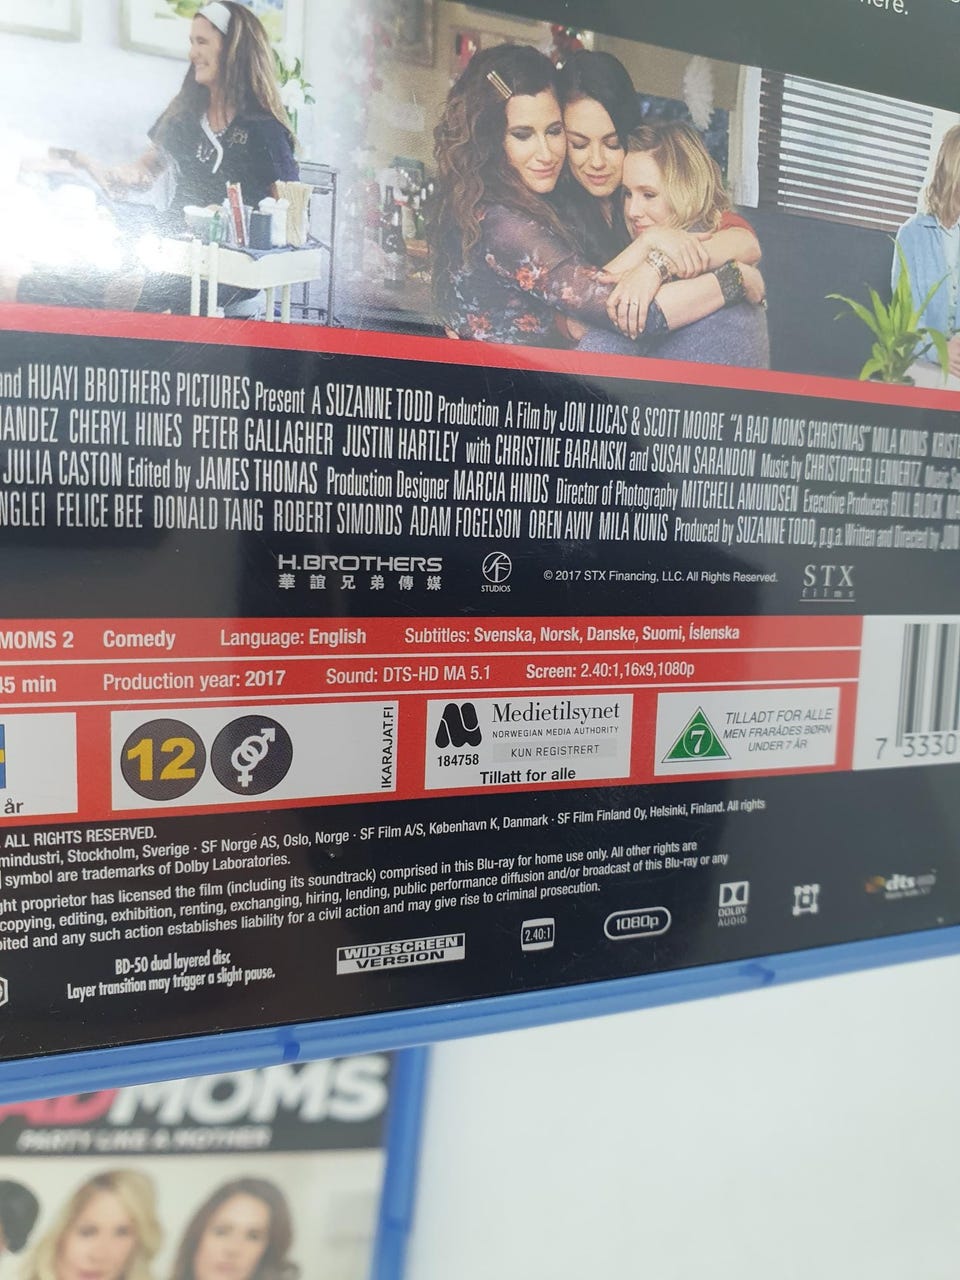 here.
and HUAYI BROTHERS PICTURES Present A SUZANNE TODD Production A Film by JON LUCAS & SCOTT MOORE "A BAD MOMS CHRISTMAS" MILA KUNIS KRISTE
NANDEZ CHERYL HINES PETER GALLAGHER JUSTIN HARTLEY with CHRISTINE BARANSKI and SUSAN SARANDON Music by CHRISTOPHER LENNERTZ Music S
JULIA CASTON Edited by JAMES THOMAS Production Designer MARCIA HINDS Director of Photography MITCHELL AMUNDSEN Executive Producers BILL BLOCK
NGLEI FELICE BEE DONALD TANG ROBERT SIMONDS ADAM FOGELSON OREN AVIV MILA KUNIS Produced by SUZANNE TODD, p.g.a. Written and Directed by JON
H.BROTHERS
華誼兄弟傳媒
SF
STUDIOS
© 2017 STX Financing, LLC. All Rights Reserved.
STX
films
MOMS 2 Comedy Language: English Subtitles: Svenska, Norsk, Danske, Suomi, Íslenska
45 min Production year: 2017 Sound: DTS-HD MA 5.1 Screen: 2.40:1,16x9,1080p
år
12
IKARAJAT.FI
Medietilsynet
NORWEGIAN MEDIA AUTHORITY
184758
KUN REGISTRERT
Tillatt for alle
7
TILLADT FOR ALLE
MEN FRARÅDES BØRN
UNDER 7 ÅR
7 3330
ALL RIGHTS RESERVED.
mindustri, Stockholm, Sverige · SF Norge AS, Oslo, Norge · SF Film A/S, København K, Danmark · SF Film Finland Oy, Helsinki, Finland. All rights
symbol are trademarks of Dolby Laboratories.
ght proprietor has licensed the film (including its soundtrack) comprised in this Blu-ray for home use only. All other rights are
copying, editing, exhibition, renting, exchanging, hiring, lending, public performance diffusion and/or broadcast of this Blu-ray or any
bited and any such action establishes liability for a civil action and may give rise to criminal prosecution.
BD-50 dual layered disc
Layer transition may trigger a slight pause.
WIDESCREEN
VERSION
2.40:1
1080p
DOLBY
AUDIO
dts
BAD MOMS
PARTY LIKE A MOTHER